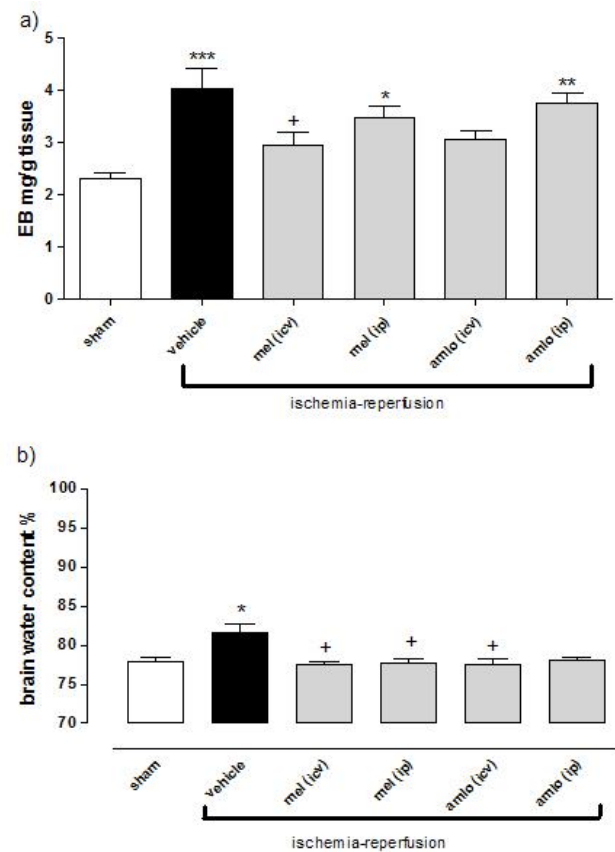 a)
EB mg/g tissue
5
4
3
2
1
0
***
+
*
**
sham
vehicle
mel (icv)
mel (ip)
amlo (icv)
amlo (ip)
ischemia-reperfusion
b)
brain water content %
100
95
90
85
80
75
70
*
+
+
+
sham
vehicle
mel (icv)
mel (ip)
amlo (icv)
amlo (ip)
ischemia-reperfusion